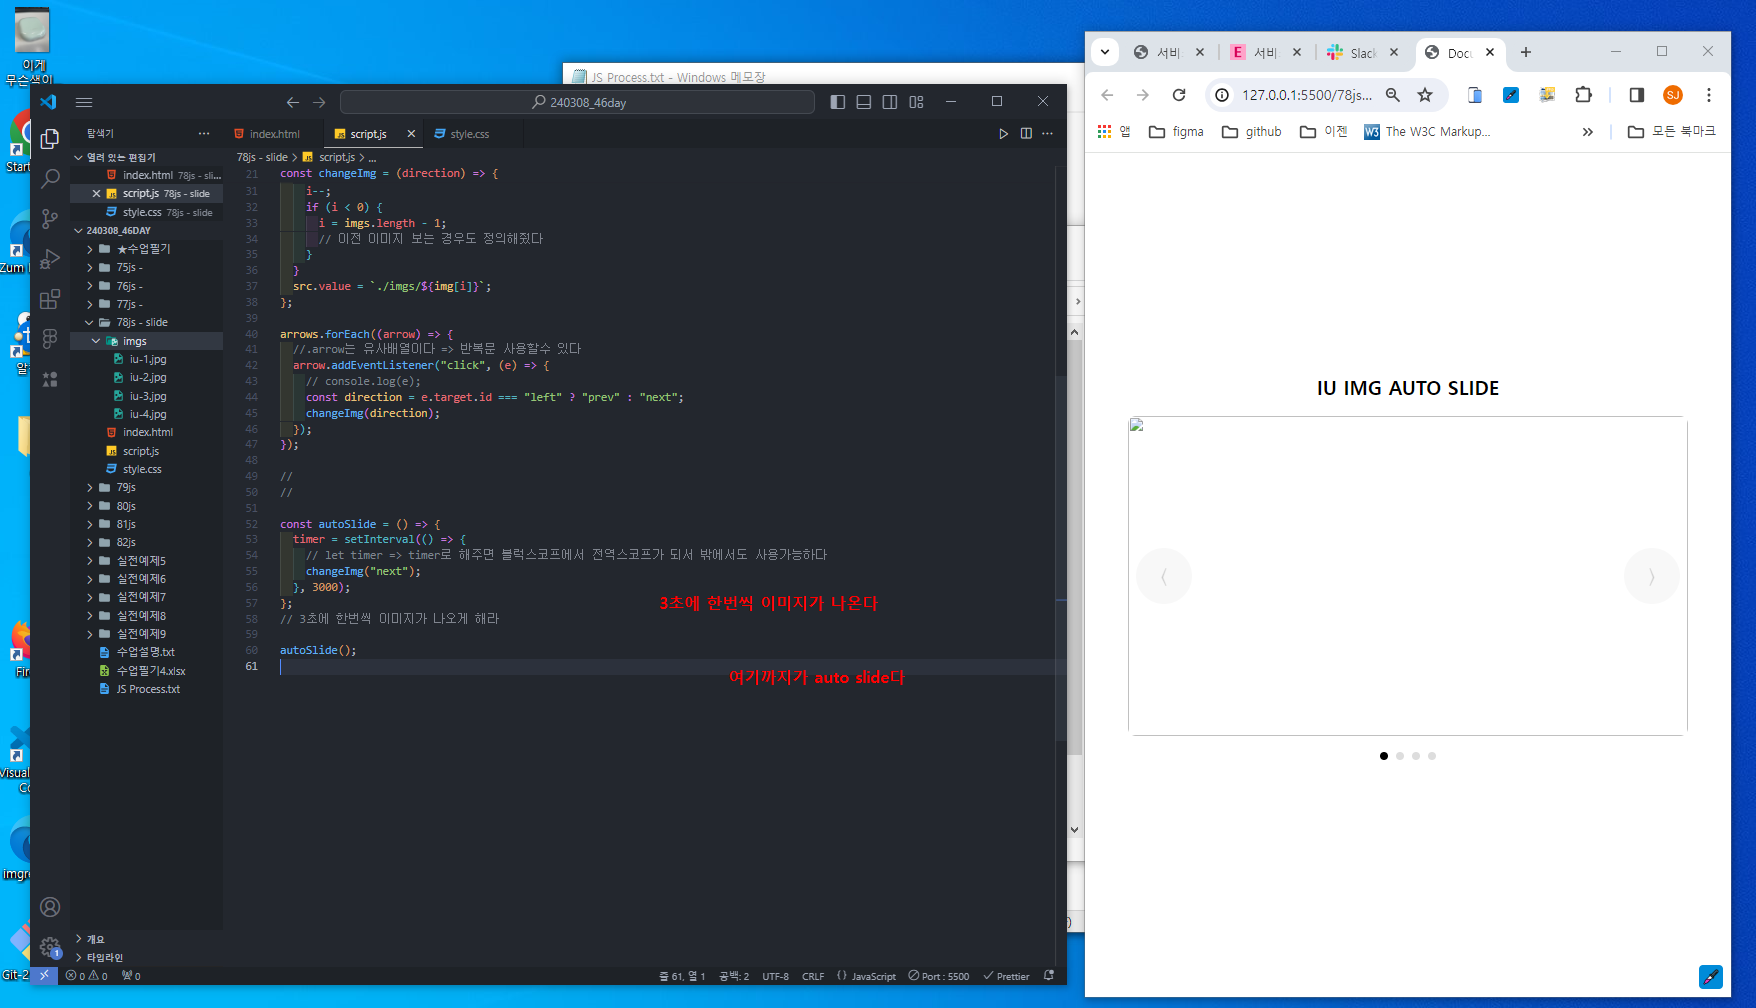 이게
무슨색이
Start
Zum
알
Fir
Visual
Co
imgre
Git-2
JS Process.txt - Windows 메모장
240308_46day
탐색기
index.html
script.js
style.css
열려 있는 편집기
index.html 78js - sli...
script.js 78js - slide
style.css 78js - slide
240308_46DAY
★수업필기
75js -
76js -
77js -
78js - slide
imgs
iu-1.jpg
iu-2.jpg
iu-3.jpg
iu-4.jpg
index.html
script.js
style.css
79js
80js
81js
82js
실전예제5
실전예제6
실전예제7
실전예제8
실전예제9
수업설명.txt
수업필기4.xlsx
JS Process.txt
개요
타임라인
78js - slide > script.js > ...
21 const changeImg = (direction) => {
31 i--;
32 if (i < 0) {
33 i = imgs.length - 1;
34 // 이전 이미지 보는 경우도 정의해줬다
35 }
36 }
37 src.value = `./imgs/${img[i]}`;
38 };
39
40 arrows.forEach((arrow) => {
41 //.arrow는 유사배열이다 => 반복문 사용할수 있다
42 arrow.addEventListener("click", (e) => {
43 // console.log(e);
44 const direction = e.target.id === "left" ? "prev" : "next";
45 changeImg(direction);
46 });
47 });
48
49 //
50 //
51
52 const autoSlide = () => {
53 timer = setInterval(() => {
54 // let timer => timer로 해주면 블럭스코프에서 전역스코프가 되서 밖에서도 사용가능하다
55 changeImg("next");
56 }, 3000);
57 };
3초에 한번씩 이미지가 나온다
58 // 3초에 한번씩 이미지가 나오게 해라
59
60 autoSlide();
61
여기까지가 auto slide다
0 0 0
줄 61, 열 1 공백: 2 UTF-8 CRLF {} JavaScript Port : 5500 Prettier
1
서비 E 서비 Slack Docu
127.0.0.1:5500/78js...
SJ
앱 figma github 이젠 W3 The W3C Markup... » 모든 북마크
IU IMG AUTO SLIDE